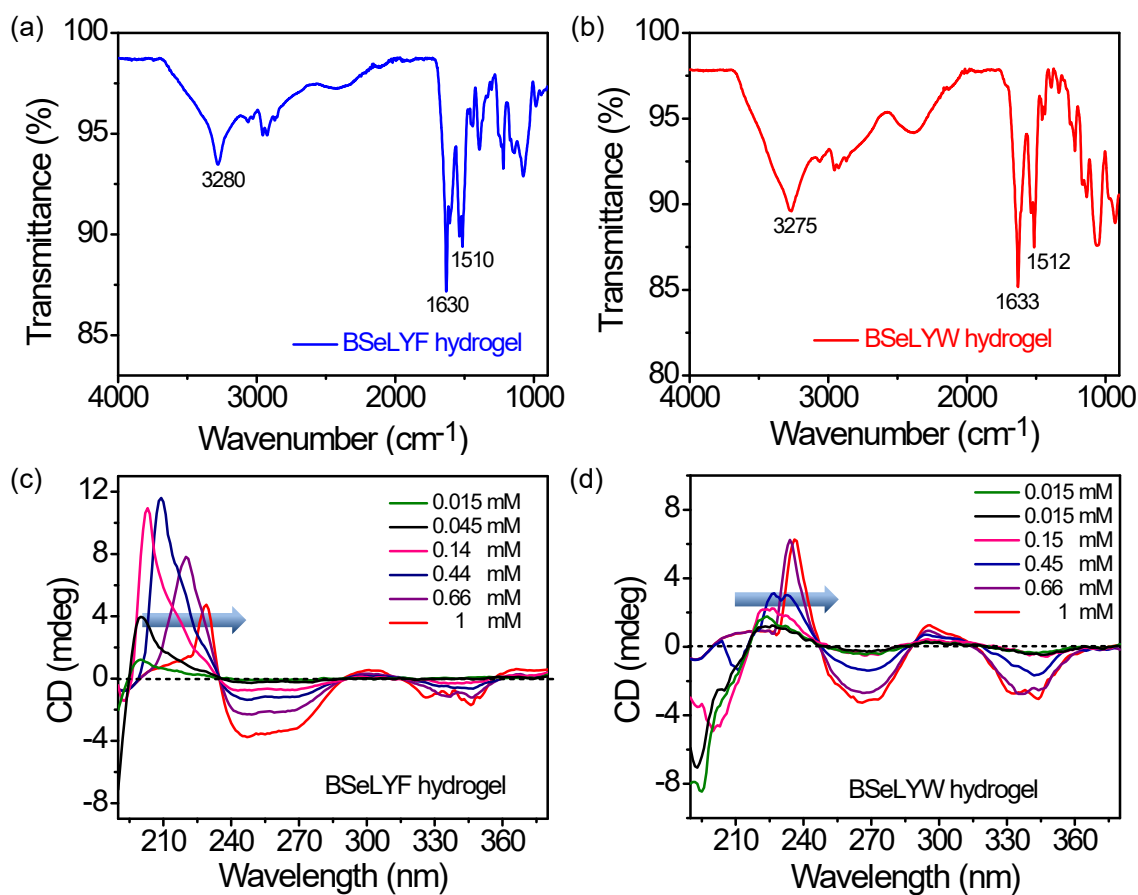 (a)
100
95
90
85
Transmittance (%)
3280
1510
1630
BSeLYF hydrogel
4000 3000 2000 1000
Wavenumber (cm⁻¹)
(b)
100
95
90
85
80
Transmittance (%)
3275
1512
1633
BSeLYW hydrogel
4000 3000 2000 1000
Wavenumber (cm⁻¹)
(c)
12
8
4
0
-4
-8
CD (mdeg)
0.015 mM
0.045 mM
0.14 mM
0.44 mM
0.66 mM
1 mM
BSeLYF hydrogel
210 240 270 300 330 360
Wavelength (nm)
(d)
8
4
0
-4
-8
CD (mdeg)
0.015 mM
0.015 mM
0.15 mM
0.45 mM
0.66 mM
1 mM
BSeLYW hydrogel
210 240 270 300 330 360
Wavelength (nm)